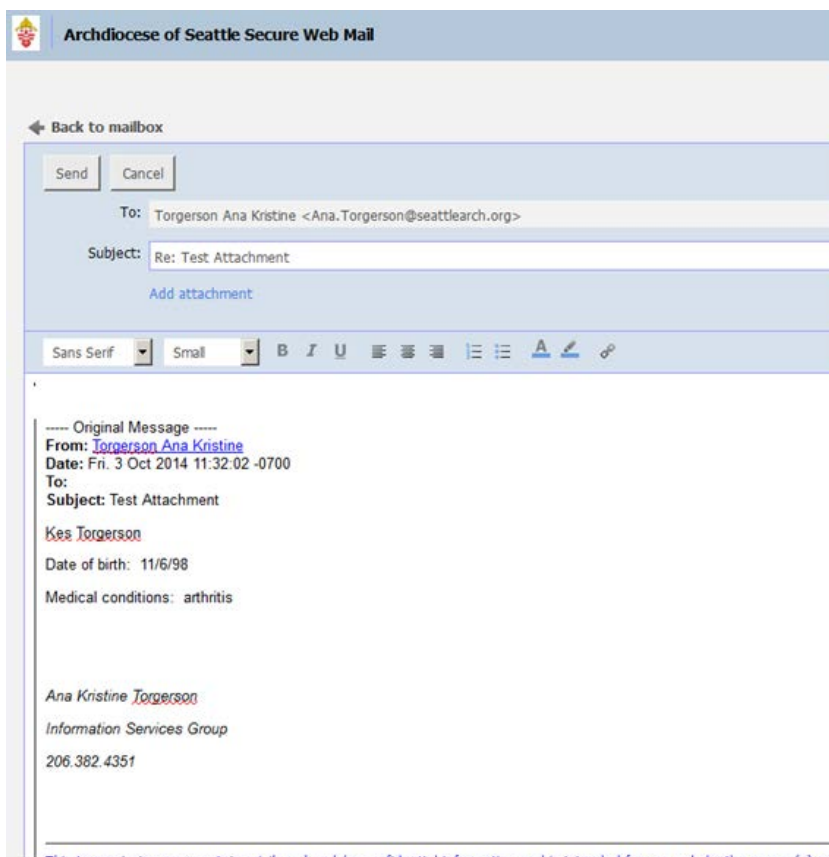 Archdiocese of Seattle Secure Web Mail
Back to mailbox
Send Cancel
To: Torgerson Ana Kristine <Ana.Torgerson@seattlearch.org>
Subject: Re: Test Attachment
Add attachment
Sans Serif Small B I U A
----- Original Message -----
From: Torgerson Ana Kristine
Date: Fri. 3 Oct 2014 11:32:02 -0700
To:
Subject: Test Attachment
Kes Torgerson
Date of birth: 11/6/98
Medical conditions: arthritis
Ana Kristine Torgerson
Information Services Group
206.382.4351